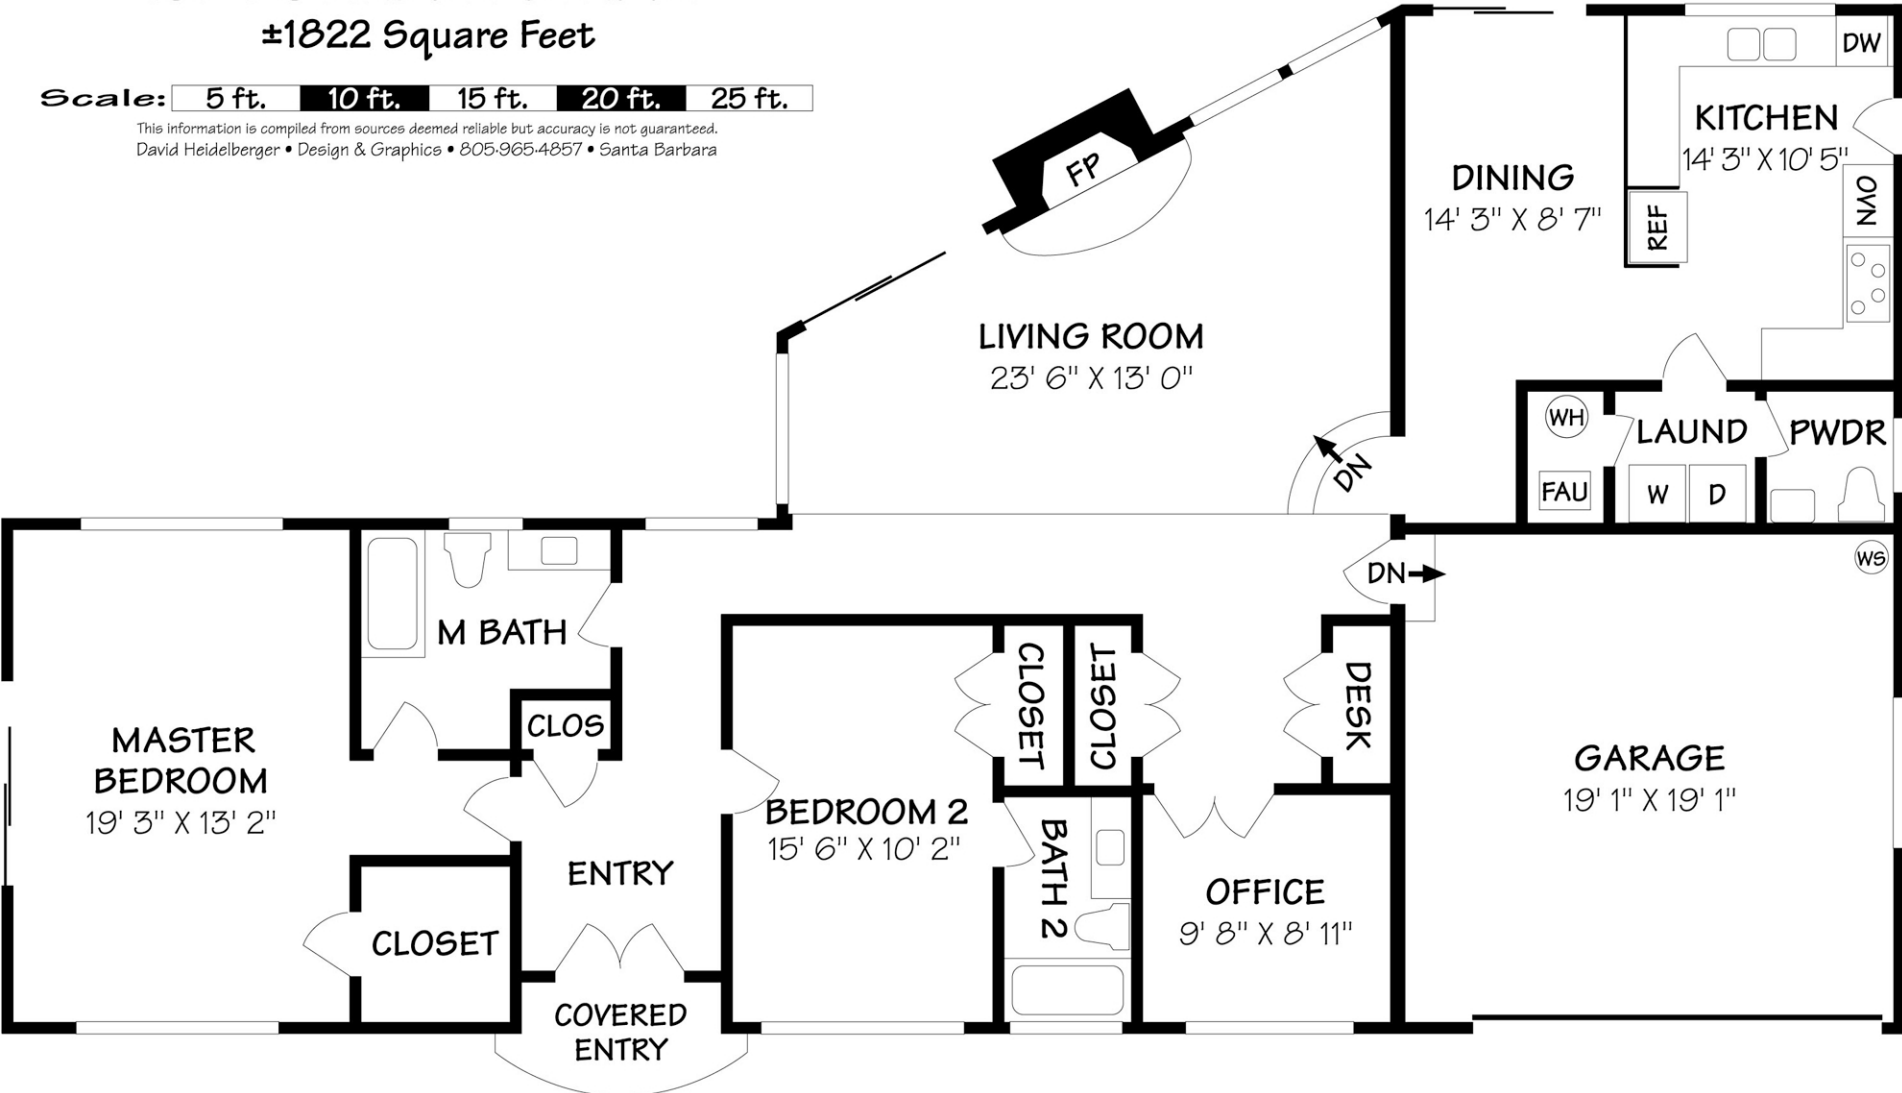 ±1822 Square Feet
Scale: 5 ft. 10 ft. 15 ft. 20 ft. 25 ft.
This information is compiled from sources deemed reliable but accuracy is not guaranteed.
David Heidelberger • Design & Graphics • 805·965·4857 • Santa Barbara
FP
LIVING ROOM
23' 6" X 13' 0"
DN
DINING
14' 3" X 8' 7"
DW
KITCHEN
14' 3" X 10' 5"
OVN
REF
WH
FAU
LAUND
W
D
PWDR
M BATH
CLOS
MASTER
BEDROOM
19' 3" X 13' 2"
CLOSET
ENTRY
COVERED
ENTRY
BEDROOM 2
15' 6" X 10' 2"
CLOSET
CLOSET
BATH 2
DESK
OFFICE
9' 8" X 8' 11"
DN
WS
GARAGE
19' 1" X 19' 1"